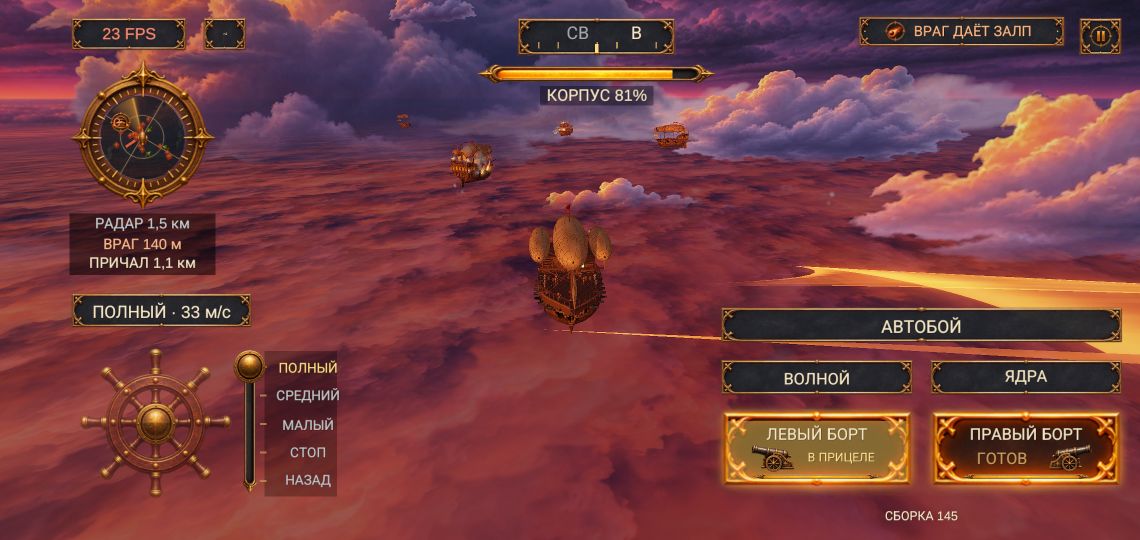 23 FPS
СВ В
ВРАГ ДАЁТ ЗАЛП
КОРПУС 81%
РАДАР 1,5 км
ВРАГ 140 м
ПРИЧАЛ 1,1 км
ПОЛНЫЙ · 33 м/с
ПОЛНЫЙ
СРЕДНИЙ
МАЛЫЙ
СТОП
НАЗАД
АВТОБОЙ
ВОЛНОЙ
ЯДРА
ЛЕВЫЙ БОРТ
В ПРИЦЕЛЕ
ПРАВЫЙ БОРТ
ГОТОВ
СБОРКА 145